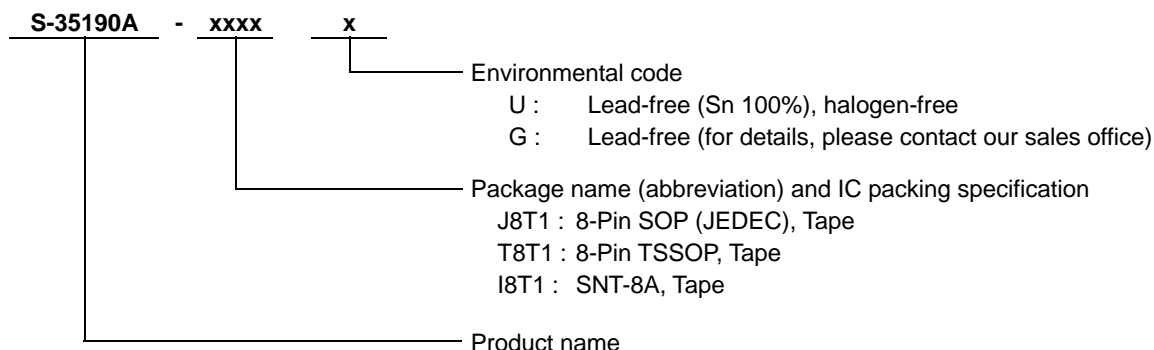 S-35190A - xxxx x
Environmental code
U : Lead-free (Sn 100%), halogen-free
G : Lead-free (for details, please contact our sales office)
Package name (abbreviation) and IC packing specification
J8T1 : 8-Pin SOP (JEDEC), Tape
T8T1 : 8-Pin TSSOP, Tape
I8T1 : SNT-8A, Tape
Product name